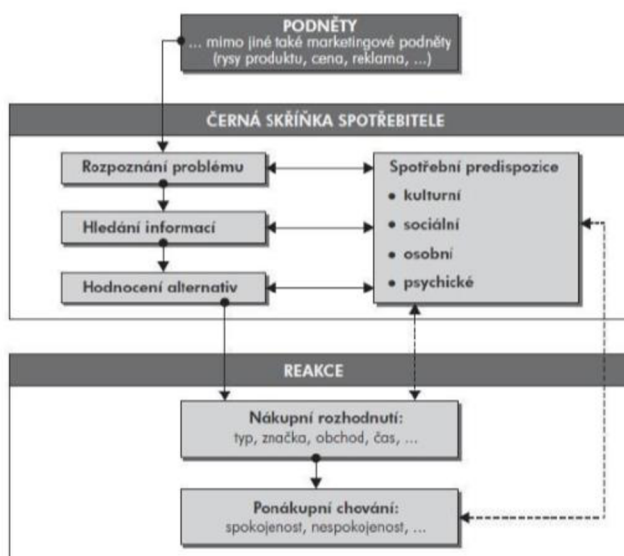 PODNĚTY
... mimo jiné také marketingové podněty
(rysy produktu, cena, reklama, ...)
ČERNÁ SKŘÍŇKA SPOTŘEBITELE
Rozpoznání problému
Hledání informací
Hodnocení alternativ
Spotřební predispozice
• kulturní
• sociální
• osobní
• psychické
REAKCE
Nákupní rozhodnutí:
typ, značka, obchod, čas, ...
Ponákupní chování:
spokojenost, nespokojenost, ...